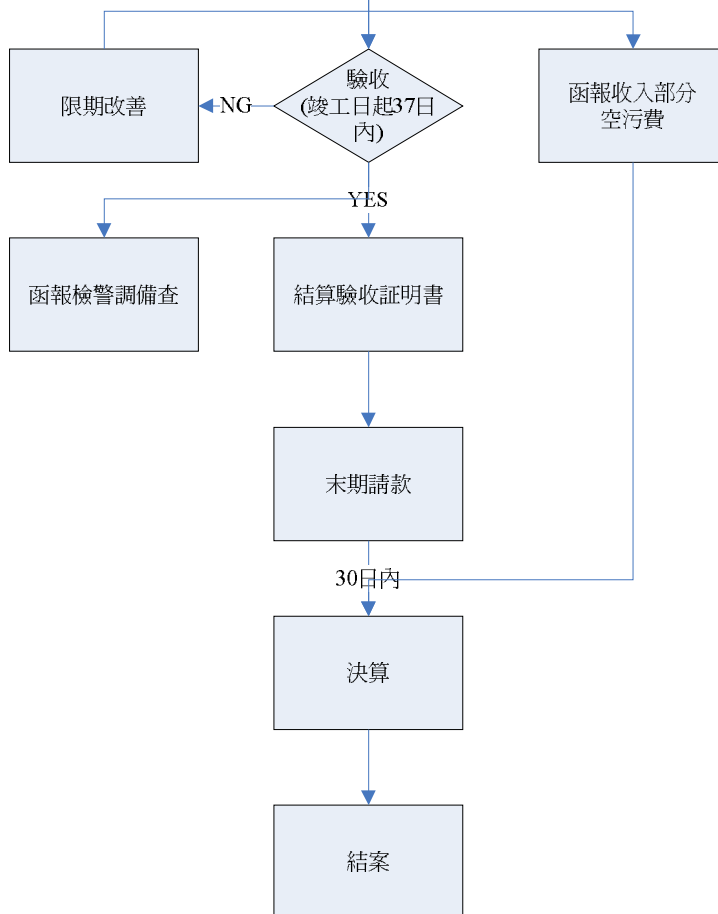 限期改善
NG
驗收
(竣工日起37日
內)
函報收入部分
空污費
YES
函報檢警調備查
結算驗收証明書
末期請款
30日內
決算
結案